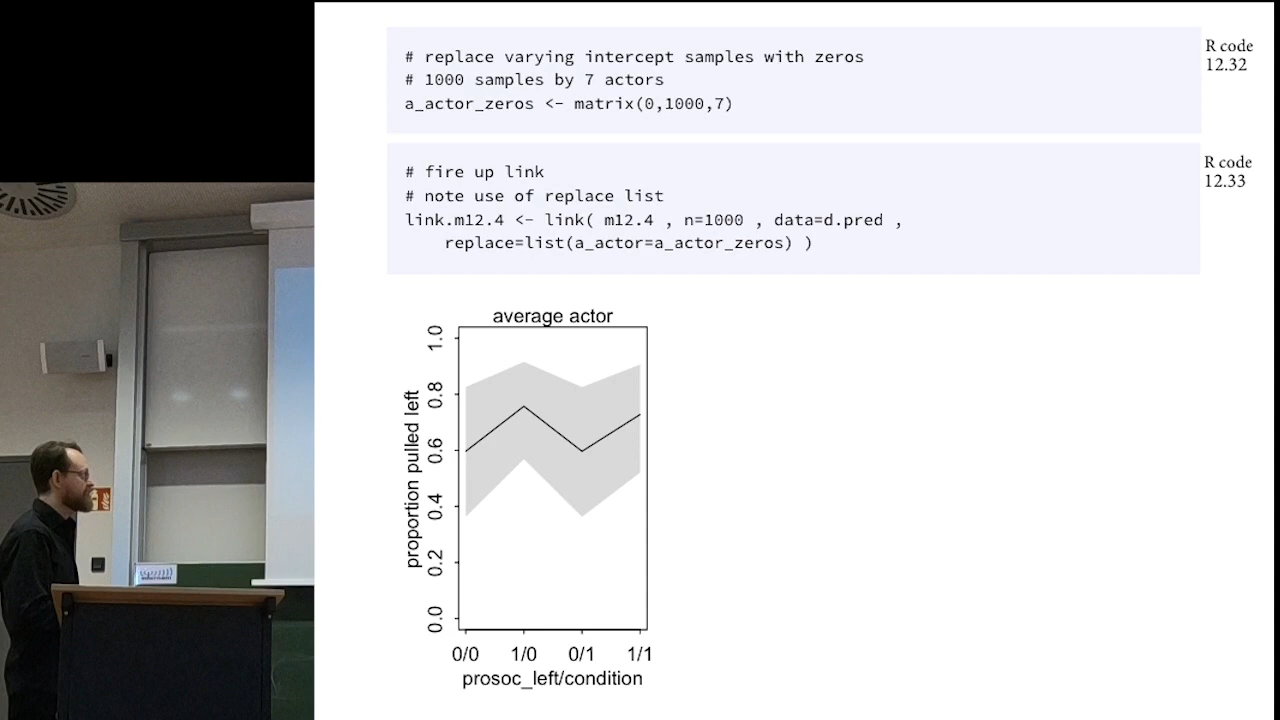 # replace varying intercept samples with zeros
# 1000 samples by 7 actors
a_actor_zeros <- matrix(0,1000,7)
R code
12.32
# fire up link
# note use of replace list
link.m12.4 <- link( m12.4 , n=1000 , data=d.pred ,
    replace=list(a_actor=a_actor_zeros) )
R code
12.33
average actor
proportion pulled left
1.0
0.8
0.6
0.4
0.2
0.0
0/0 1/0 0/1 1/1
prosoc_left/condition